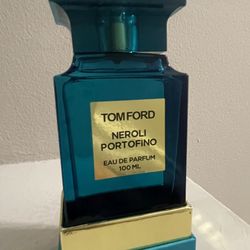 TOM FORD
NEROLI
PORTOFINO
EAU DE PARFUM
100 ML